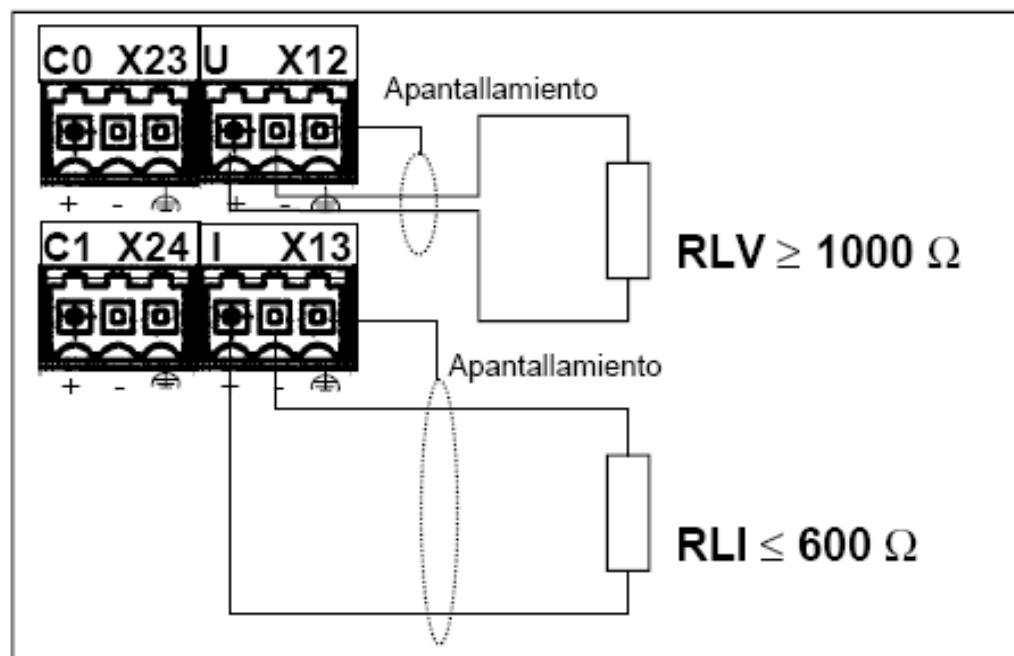 C0 X23 U X12
Apantallamiento
+ - + -
RLV ≥ 1000 Ω
C1 X24 I X13
Apantallamiento
+ - + -
RLI ≤ 600 Ω